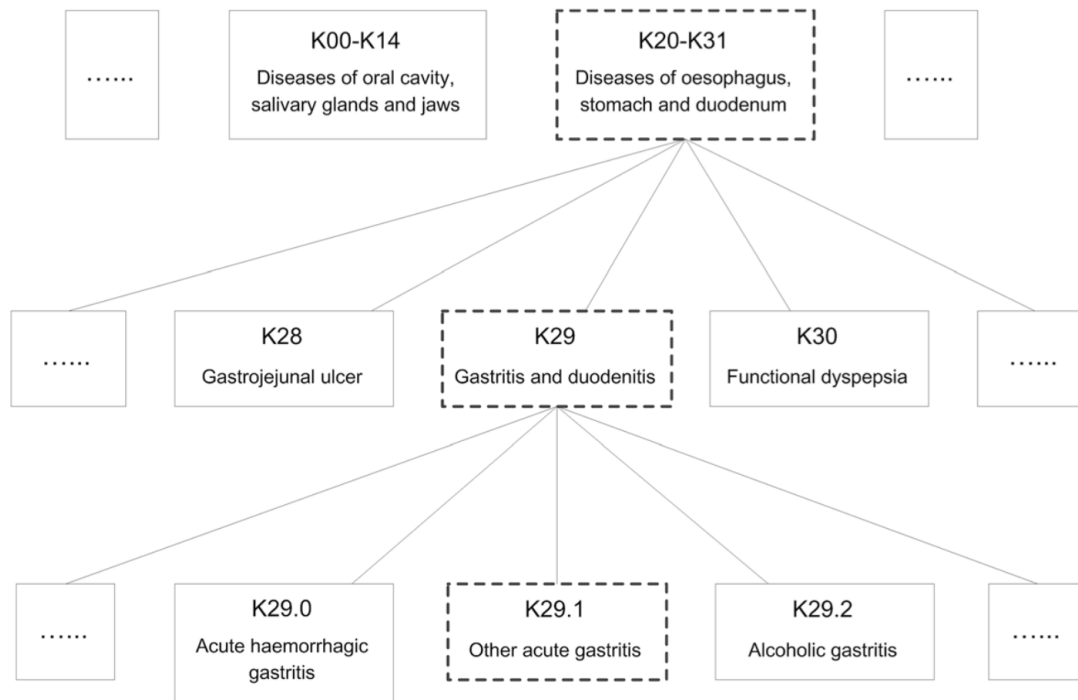 ……
K00-K14
Diseases of oral cavity,
salivary glands and jaws
K20-K31
Diseases of oesophagus,
stomach and duodenum
……
……
K28
Gastrojejunal ulcer
K29
Gastritis and duodenitis
K30
Functional dyspepsia
……
……
K29.0
Acute haemorrhagic
gastritis
K29.1
Other acute gastritis
K29.2
Alcoholic gastritis
……